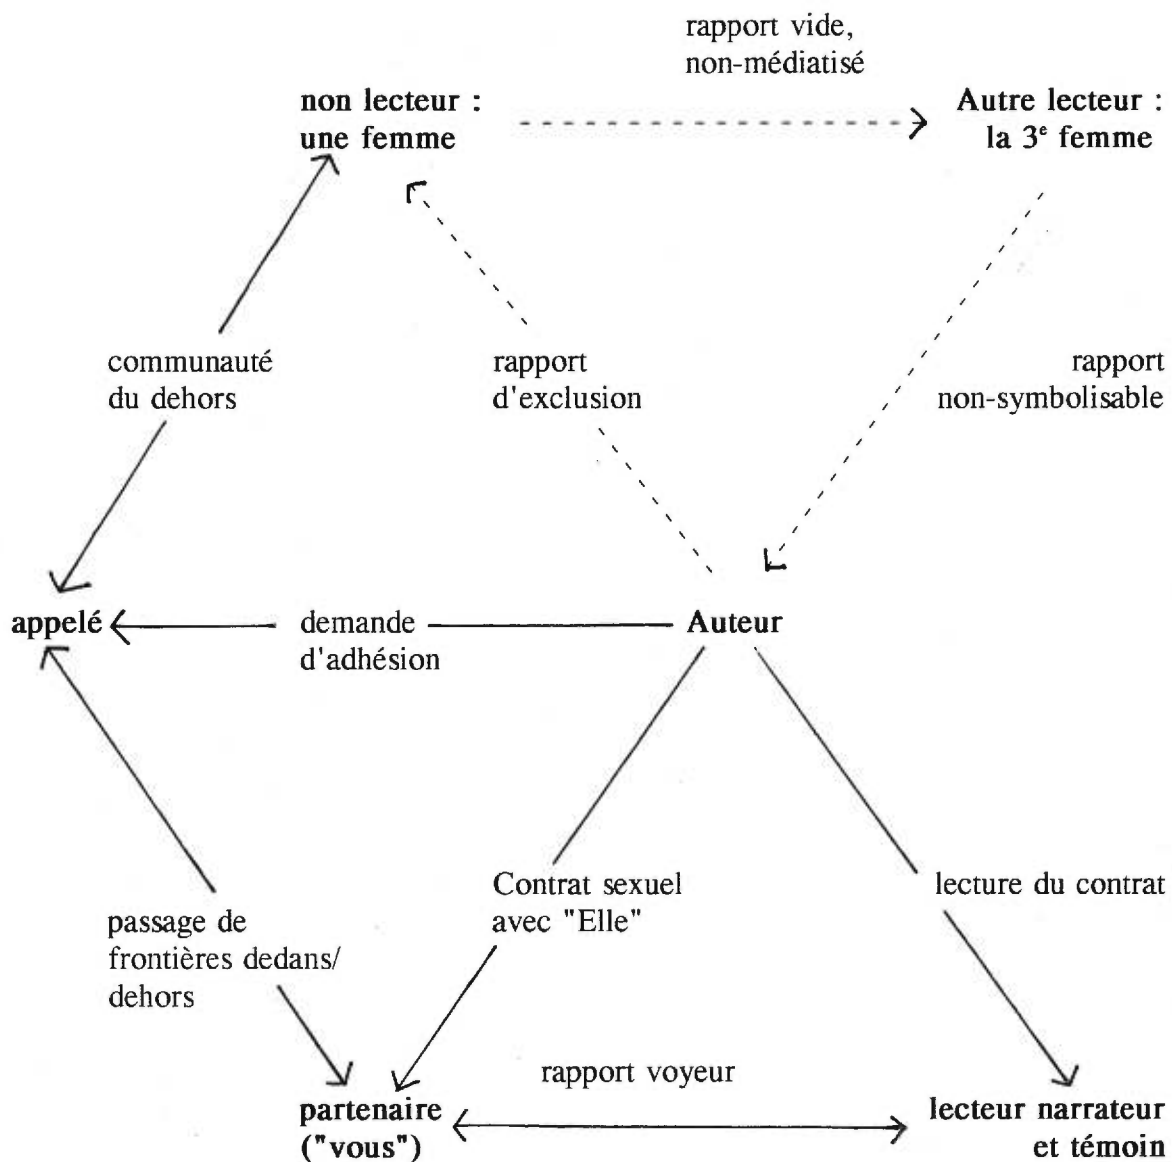 rapport vide,
non-médiatisé
non lecteur :
une femme
Autre lecteur :
la 3e femme
communauté
du dehors
rapport
d'exclusion
rapport
non-symbolisable
appelé
demande
d'adhésion
Auteur
Contrat sexuel
avec "Elle"
lecture du contrat
passage de
frontières dedans/
dehors
rapport voyeur
partenaire
("vous")
lecteur narrateur
et témoin